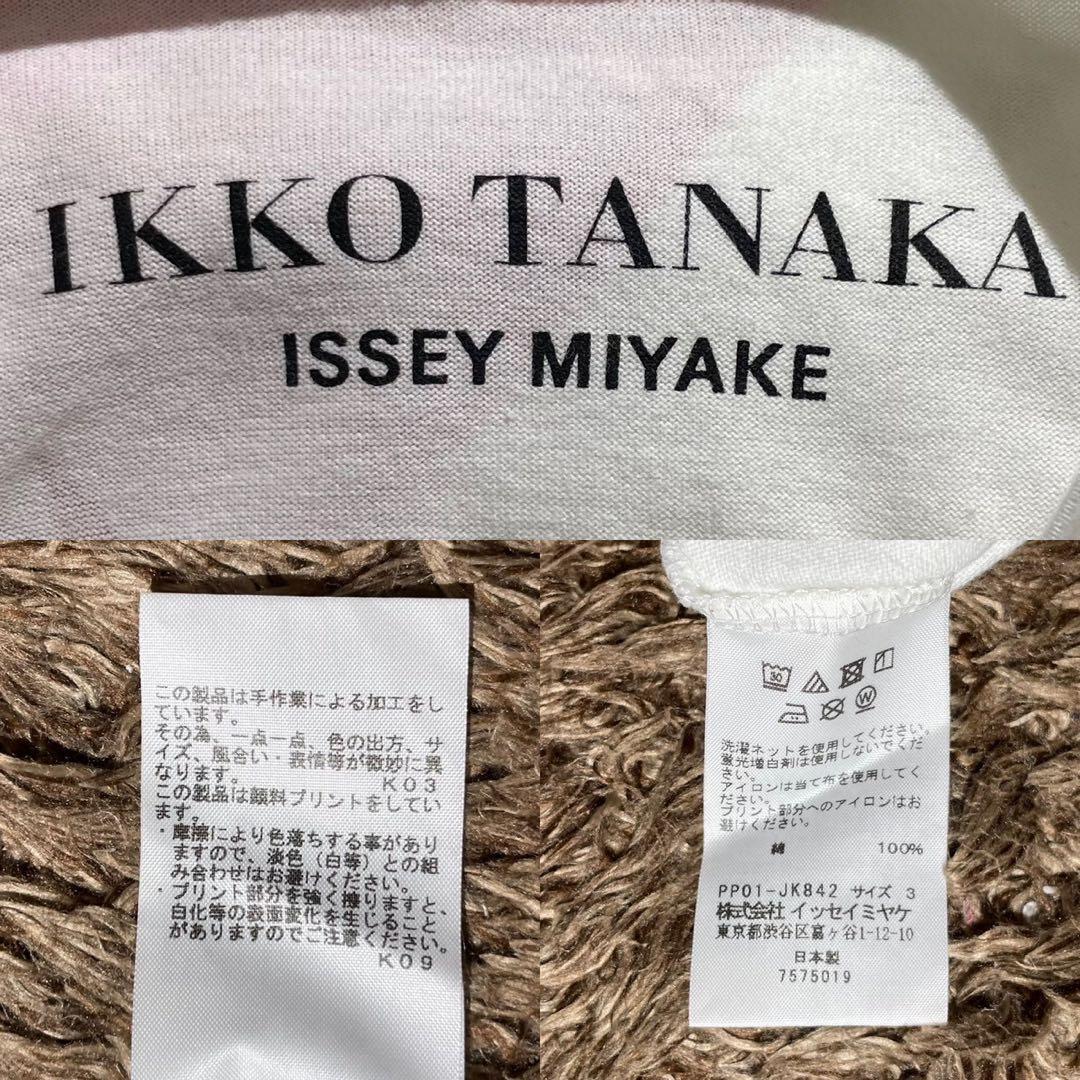 IKKO TANAKA
ISSEY MIYAKE
この製品は手作業による加工をし
ています。
その為、一点一点、色の出方、サ
イズ、風合い・表情等が微妙に異
なります。
K03
この製品は顔料プリントをしてい
ます。
・摩擦により色落ちする事があり
ますので、淡色（白等）との組
み合わせはお避けください。
・プリント部分を強く擦りますと、
白化等の表面変化を生じること
がありますのでご注意ください。
K09
30
1
W
洗濯ネットを使用してください。
蛍光増白剤は使用しないでくだ
さい。
アイロンは当て布を使用してく
ださい。
プリント部分へのアイロンはお
避けください。
綿 100%
PP01-JK842 サイズ 3
株式会社 イッセイミヤケ
東京都渋谷区富ヶ谷1-12-10
日本製
7575019